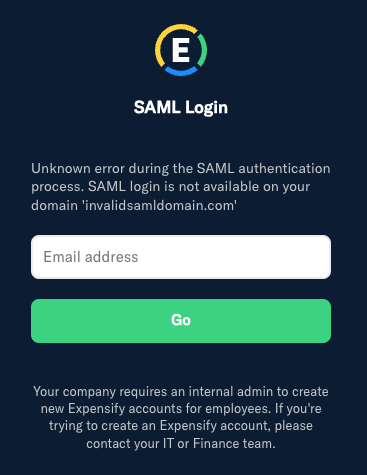 E
SAML Login
Unknown error during the SAML authentication
process. SAML login is not available on your
domain 'invalidsamldomain.com'
Email address
Go
Your company requires an internal admin to create
new Expensify accounts for employees. If you're
trying to create an Expensify account, please
contact your IT or Finance team.